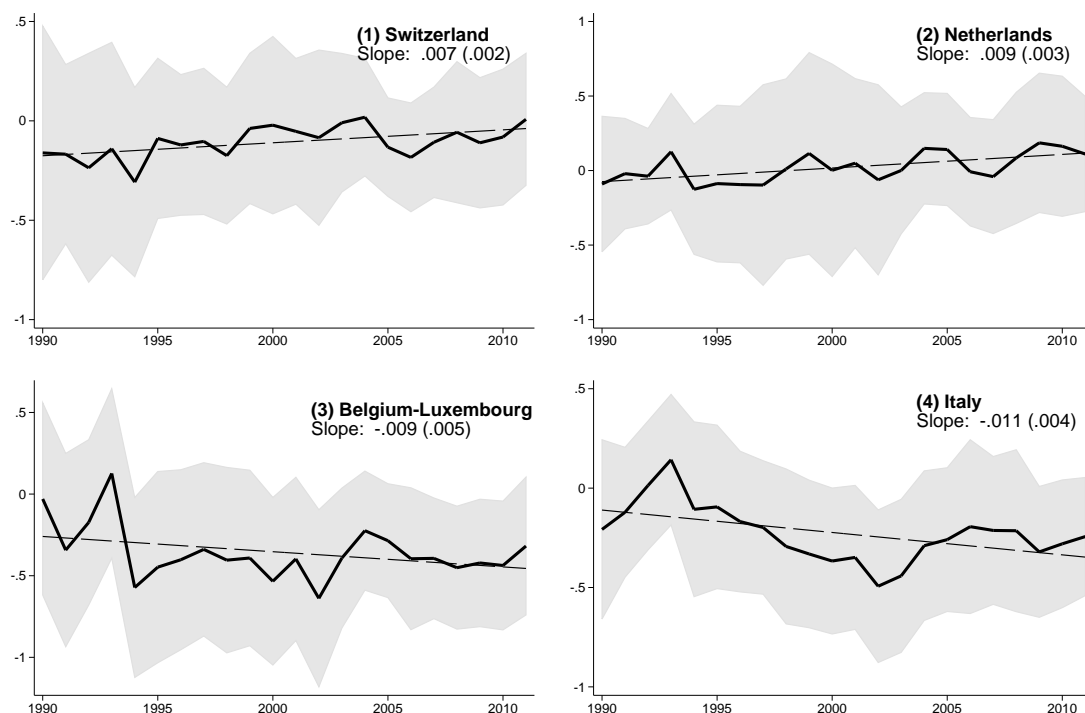 (1) Switzerland
Slope: .007 (.002)
.5
0
-.5
-1
1990 1995 2000 2005 2010
(2) Netherlands
Slope: .009 (.003)
1
.5
0
-.5
-1
1990 1995 2000 2005 2010
(3) Belgium-Luxembourg
Slope: -.009 (.005)
.5
0
-.5
-1
1990 1995 2000 2005 2010
(4) Italy
Slope: -.011 (.004)
.5
0
-.5
-1
1990 1995 2000 2005 2010